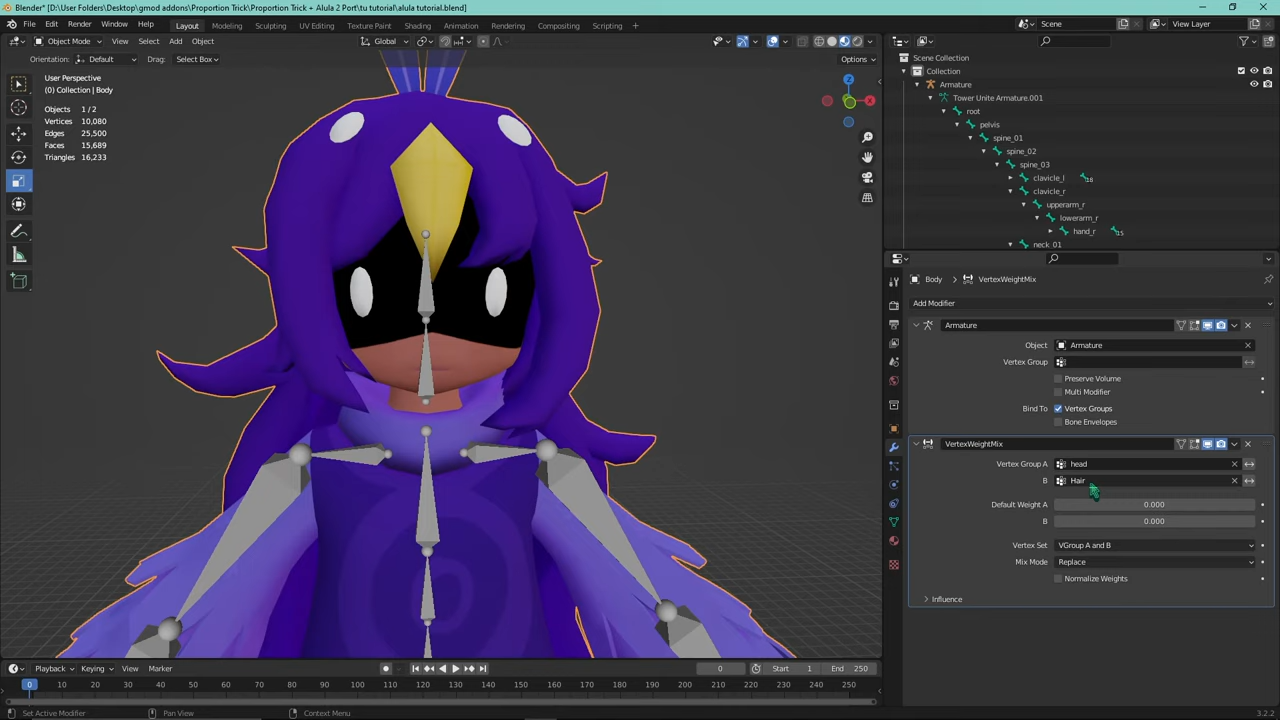 Blender* [D:\User Folders\Desktop\gmod addons\Proportion Trick\Proportion Trick + Alula 2 Port\tu tutorial\alula tutorial.blend]
File Edit Render Window Help Layout Modeling Sculpting UV Editing Texture Paint Shading Animation Rendering Compositing Geometry Nodes Scripting Scene View Layer
Object Mode View Select Add Object Global
Orientation: Default Drag: Select Box Options
User Perspective
(0) Collection | Body
Objects 1/2
Vertices 10,080
Edges 25,500
Faces 15,689
Triangles 16,233
Z
X
Scene Collection
Collection
Armature
Tower Unite Armature.001
root
pelvis
spine_01
spine_02
spine_03
clavicle_l 18
clavicle_r
upperarm_r
lowerarm_r
hand_r 15
neck_01
Body VertexWeightMix
Add Modifier
Armature
Object Armature
Vertex Group
Preserve Volume
Multi Modifier
Bind To Vertex Groups
Bone Envelopes
VertexWeightMix
Vertex Group A head
B Hair
Default Weight A 0.000
B 0.000
Vertex Set VGroup A and B
Mix Mode Replace
Normalize Weights
Influence
Playback Keying View Marker 0 Start 1 End 250
0 10 20 30 40 50 60 70 80 90 100 110 120 130 140 150 160 170 180 190 200 210 220 230 240 250
Set Active Modifier Pan View Context Menu 3.2.2